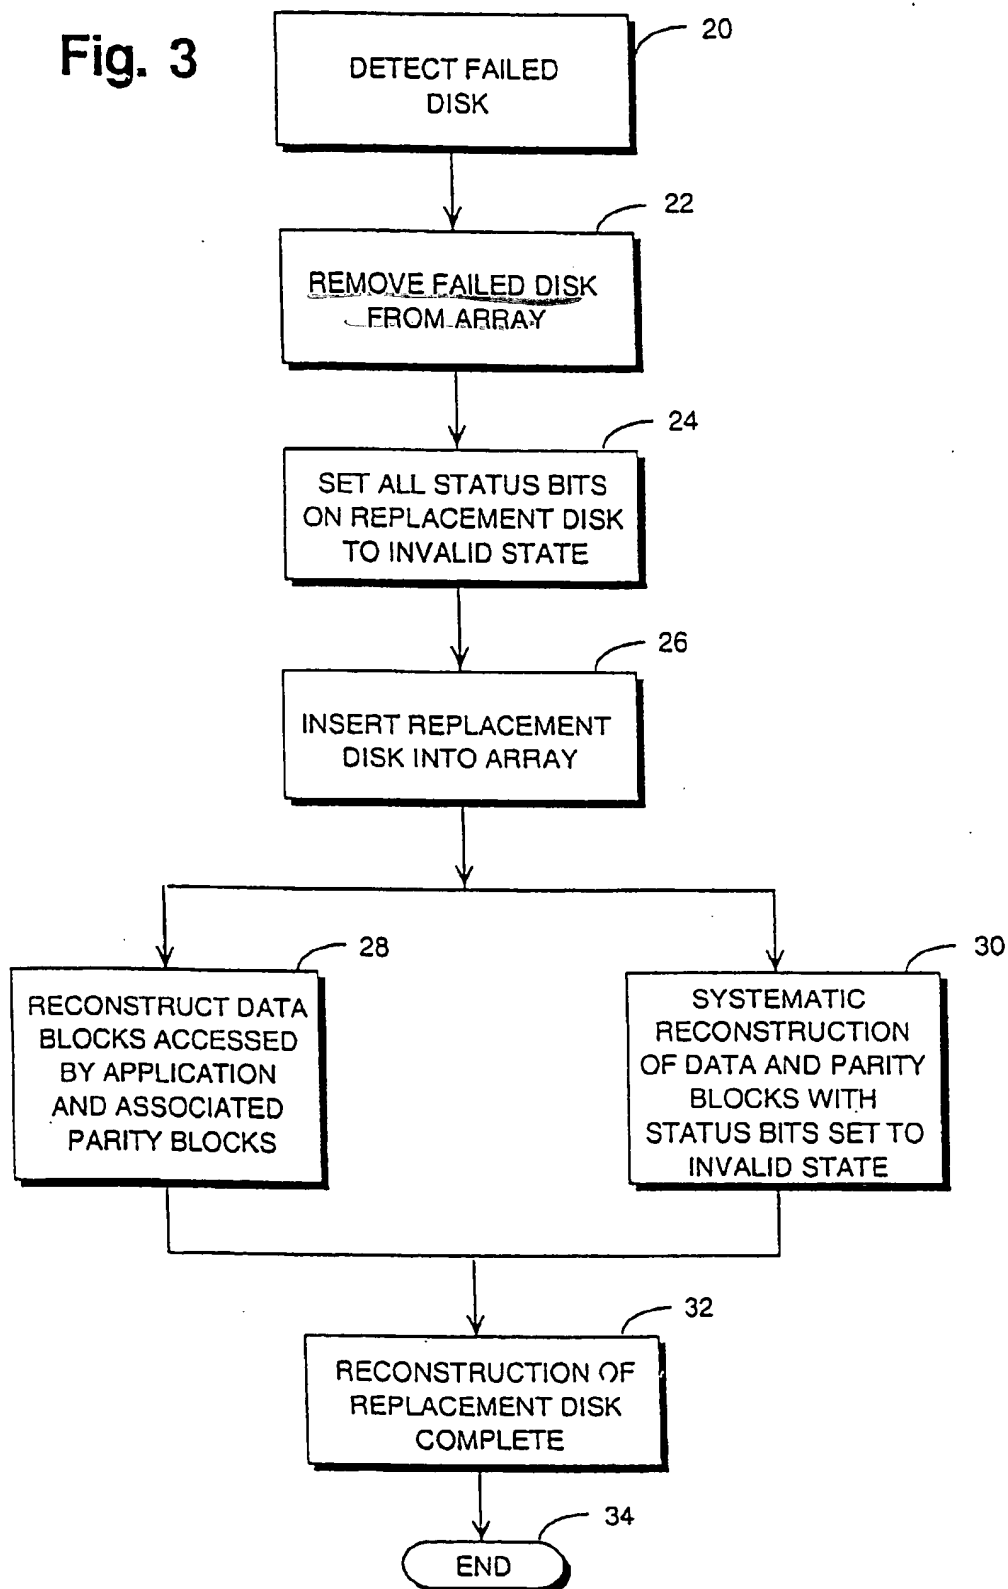 Fig. 3
20
DETECT FAILED
DISK
22
REMOVE FAILED DISK
FROM ARRAY
24
SET ALL STATUS BITS
ON REPLACEMENT DISK
TO INVALID STATE
26
INSERT REPLACEMENT
DISK INTO ARRAY
28
RECONSTRUCT DATA
BLOCKS ACCESSED
BY APPLICATION
AND ASSOCIATED
PARITY BLOCKS
30
SYSTEMATIC
RECONSTRUCTION
OF DATA AND PARITY
BLOCKS WITH
STATUS BITS SET TO
INVALID STATE
32
RECONSTRUCTION OF
REPLACEMENT DISK
COMPLETE
34
END